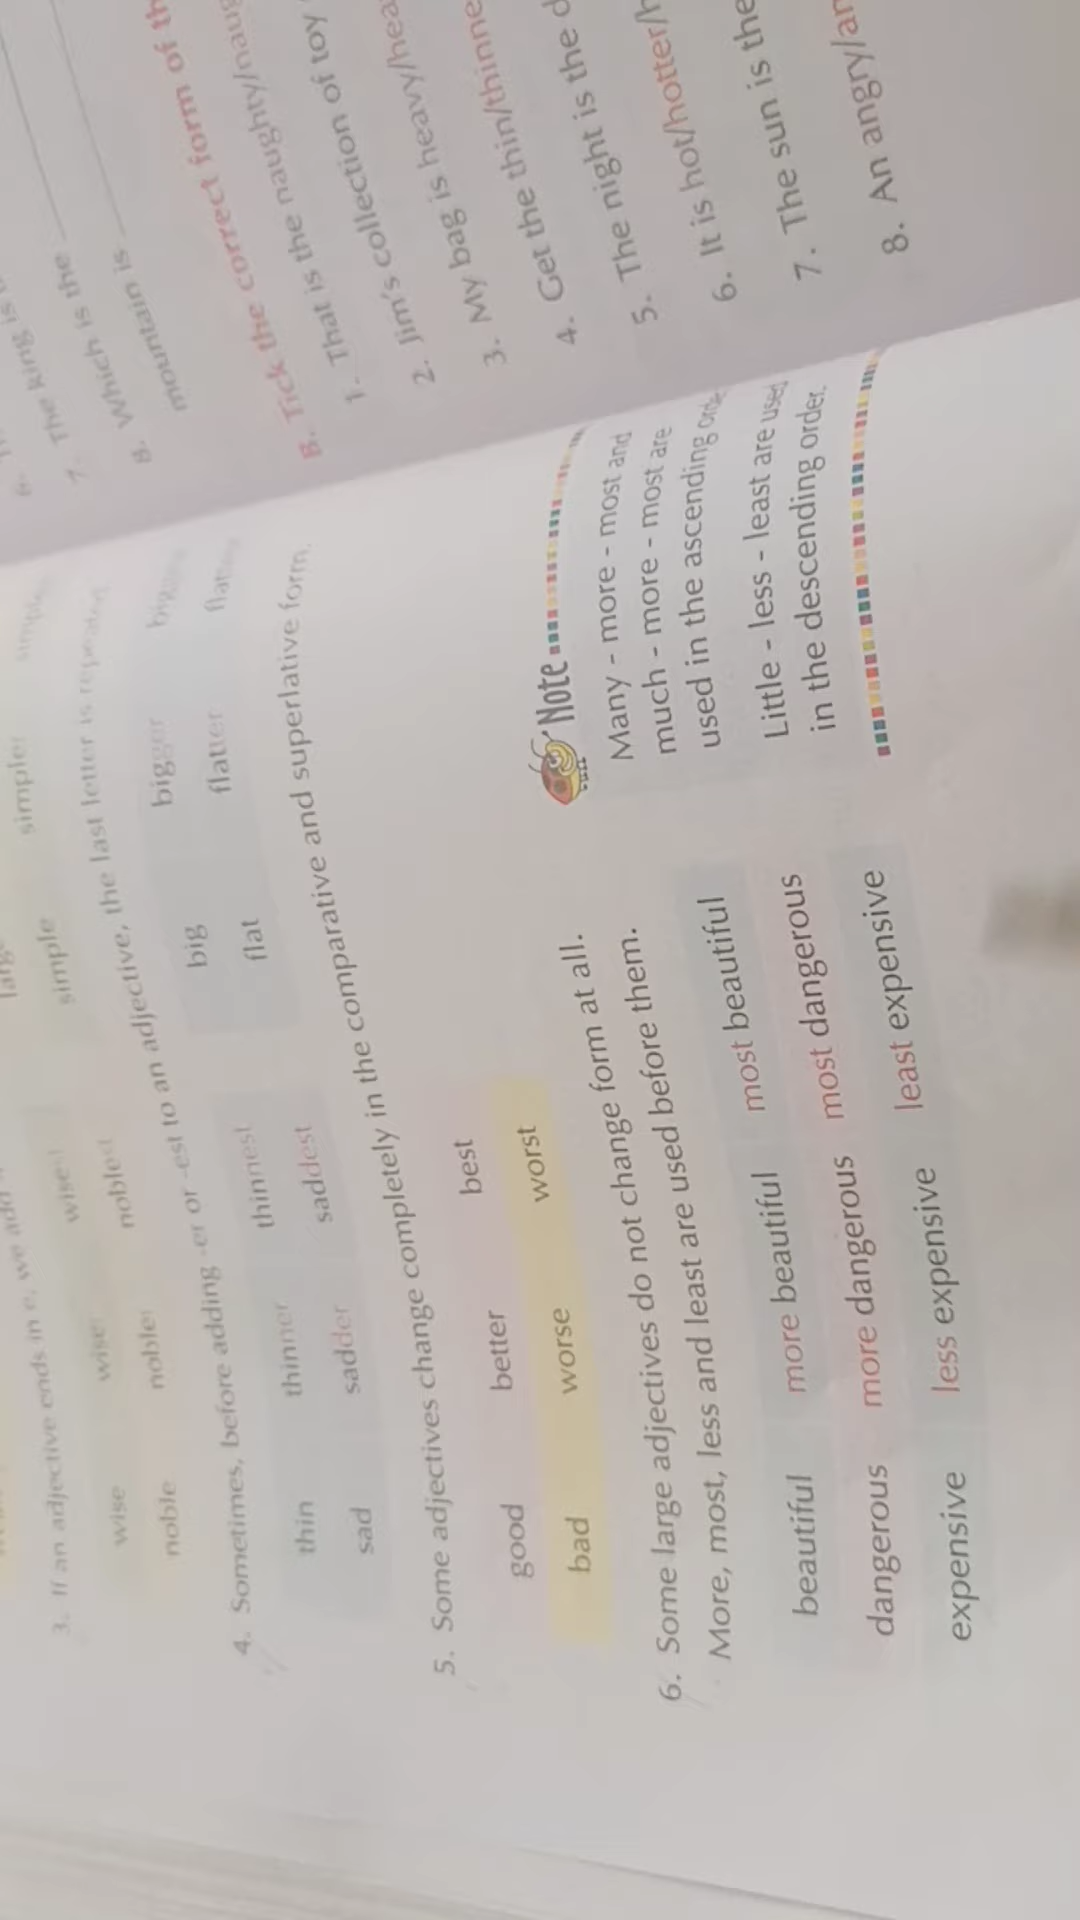 simple simpler
3. If an adjective ends in e, we add
wise wiser wisest
noble nobler noblest
4. Sometimes, before adding -er or -est to an adjective, the last letter is repeated.
thin thinner thinnest big bigger
sad sadder saddest flat flatter
5. Some adjectives change completely in the comparative and superlative form.
good better best
bad worse worst
6. Some large adjectives do not change form at all.
More, most, less and least are used before them.
beautiful more beautiful most beautiful
dangerous more dangerous most dangerous
expensive less expensive least expensive
Note
Many - more - most and
much - more - most are
used in the ascending
Little - less - least are used
in the descending order.
7. The king is
8. Which is the
mountain is
B. Tick the correct form of
1. That is the naughty/
2. Jim's collection of toy
3. My bag is heavy/
4. Get the thin/
5. The night is the
6. It is hot/hotter/
7. The sun is the
8. An angry/